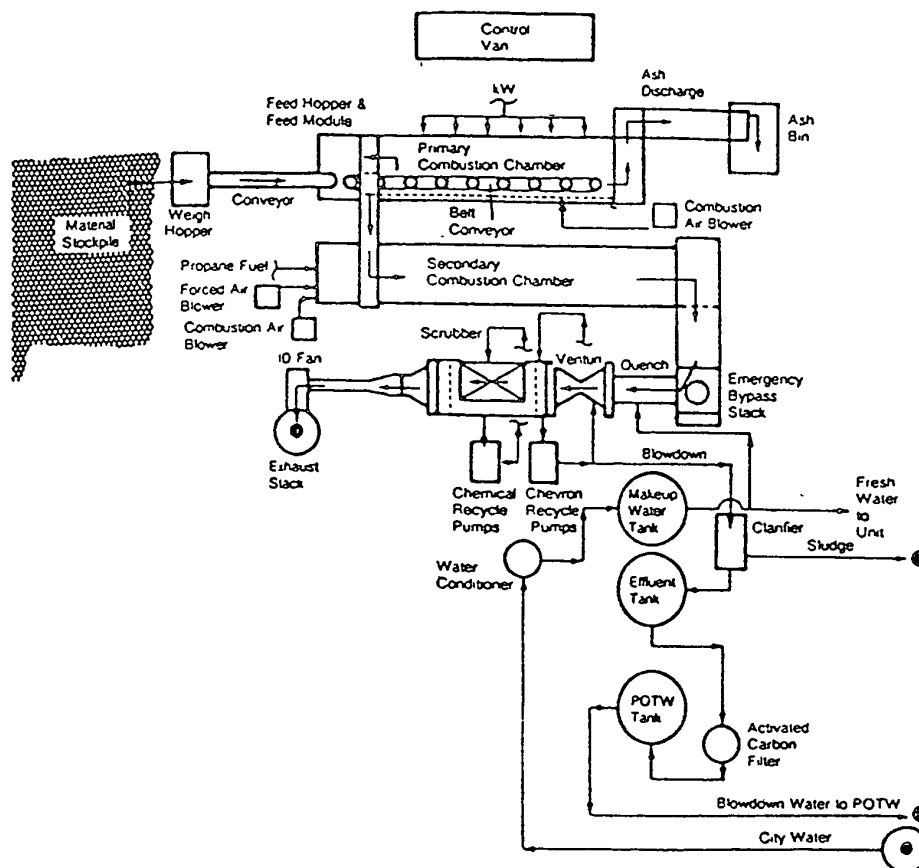 Control
Van
Ash
Discharge
kW
Feed Hopper &
Feed Module
Ash
Bin
Primary
Combustion Chamber
Conveyor
Material
Stockpile
Weigh
Hopper
Belt
Conveyor
Combustion
Air Blower
Propane Fuel
Secondary
Combustion Chamber
Forced Air
Blower
Combustion Air
Blower
Scrubber
ID Fan
Venturi
Quench
Emergency
Bypass
Stack
Exhaust
Stack
Blowdown
Chemical
Recycle
Pumps
Chevron
Recycle
Pumps
Makeup
Water
Tank
Fresh
Water
to
Unit
Clarifier
Sludge
Water
Conditioner
Effluent
Tank
POTW
Tank
Activated
Carbon
Filter
Blowdown Water to POTW
City Water